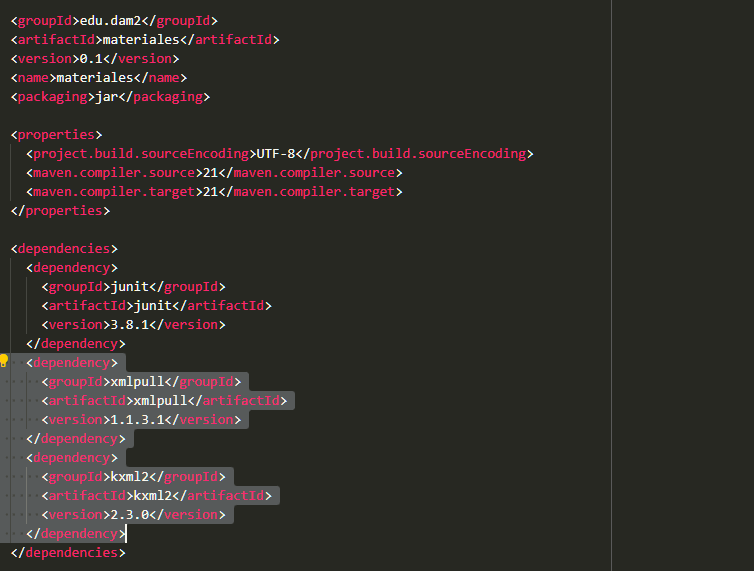 <groupId>edu.dam2</groupId>
<artifactId>materiales</artifactId>
<version>0.1</version>
<name>materiales</name>
<packaging>jar</packaging>
<properties>
<project.build.sourceEncoding>UTF-8</project.build.sourceEncoding>
<maven.compiler.source>21</maven.compiler.source>
<maven.compiler.target>21</maven.compiler.target>
</properties>
<dependencies>
<dependency>
<groupId>junit</groupId>
<artifactId>junit</artifactId>
<version>3.8.1</version>
</dependency>
<dependency>
<groupId>xmlpull</groupId>
<artifactId>xmlpull</artifactId>
<version>1.1.3.1</version>
</dependency>
<dependency>
<groupId>kxml2</groupId>
<artifactId>kxml2</artifactId>
<version>2.3.0</version>
</dependency>
</dependencies>